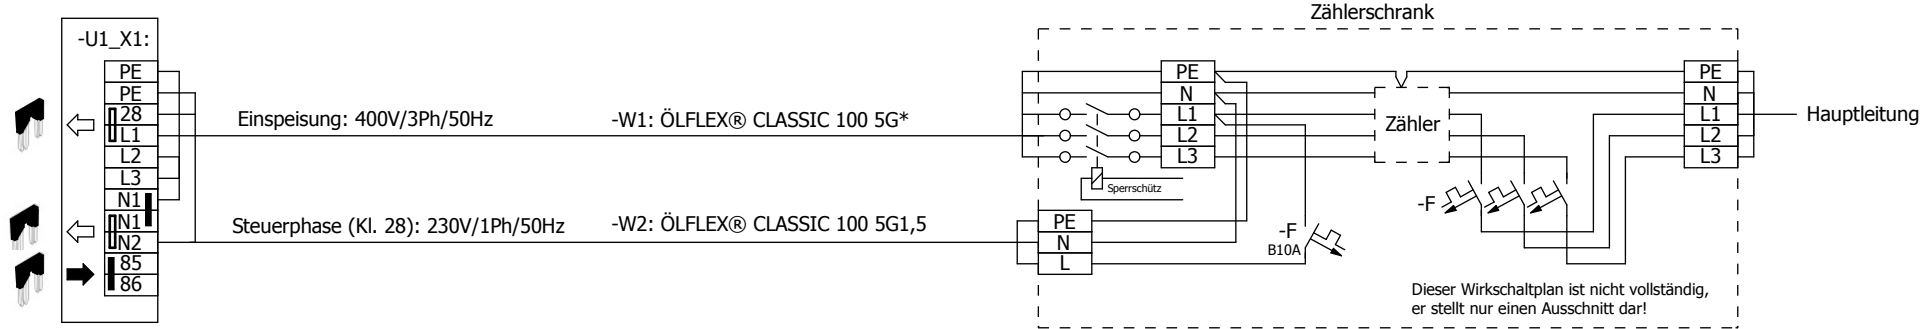 Zählerschrank
-U1_X1:
PE
PE
28
L1
L2
L3
N1
N1
N2
85
86
Einspeisung: 400V/3Ph/50Hz
-W1: ÖLFLEX® CLASSIC 100 5G*
Steuerphase (Kl. 28): 230V/1Ph/50Hz
-W2: ÖLFLEX® CLASSIC 100 5G1,5
PE
N
L1
L2
L3
Sperrschütz
PE
N
L
-F
B10A
Zähler
-F
PE
N
L1
L2
L3
Hauptleitung
Dieser Wirkschaltplan ist nicht vollständig,
er stellt nur einen Ausschnitt dar!